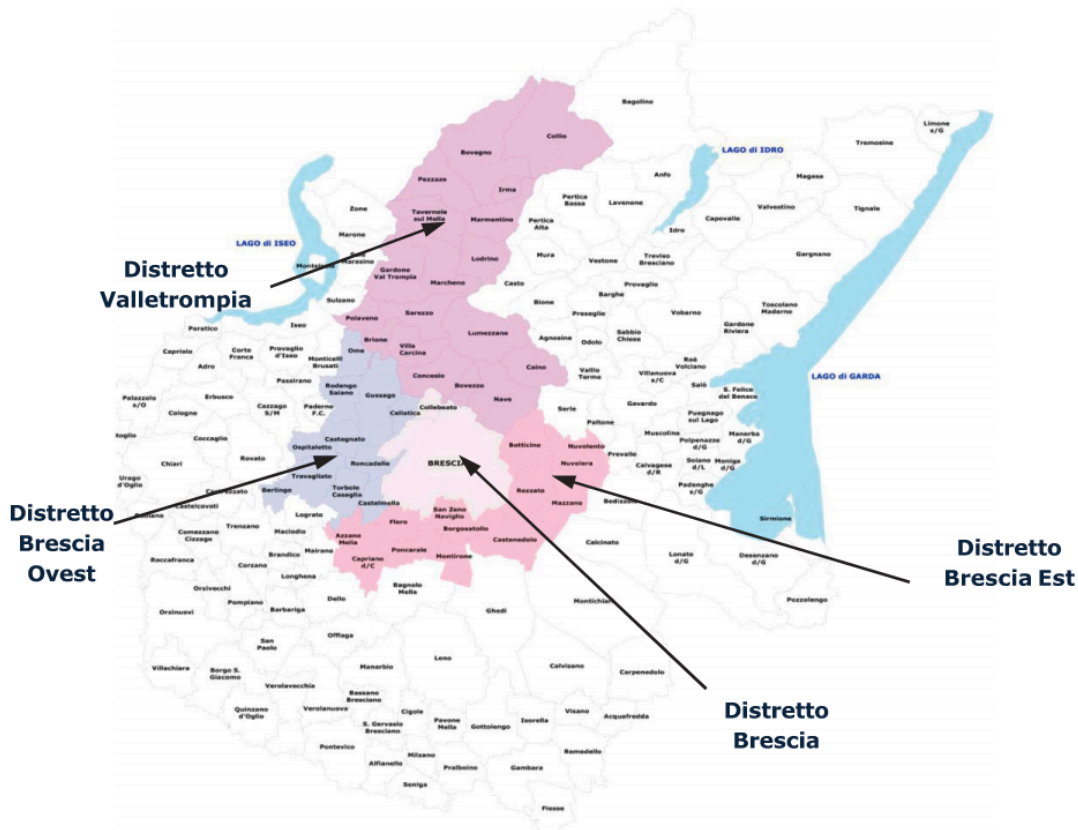 Bagolino
Limone
s/G
Collio
Tremosine
LAGO di IDRO
Bovegno
Anfo
Magasa
Pezzaze
Irma
Pertica
Bassa
Lavenone
Valvestino
Tignale
Zone
Tavernole
sul Mella
Marmentino
Pertica
Alta
Capovalle
Idro
Marone
LAGO di ISEO
Marasino
Lodrino
Mura
Vestone
Treviso
Bresciano
Gargnano
Distretto
Valletrompia
Gardone
Val Trompia
Marcheno
Casto
Provaglio
Barghe
Sulzano
Bione
Toscolano
Maderno
Polaveno
Sarezzo
Preseglie
Vobarno
Paratico
Iseo
Lumezzane
Agnosine
Odolo
Sabbio
Chiese
Gardone
Riviera
Brione
Villa
Carcina
Capriolo
Corte
Franca
Provaglio
d'Iseo
Ome
Monticelli
Brusati
Adro
Caino
Vallio
Terme
Roè
Volciano
Villanuova
s/C
Concesio
Bovezzo
Passirano
Salò
LAGO di GARDA
Rodengo
Saiano
Gussago
S. Felice
del Benaco
Erbusco
Nave
Collebeato
Cellatica
Serle
Gavardo
Puegnago
sul Lago
Cologne
Cazzago
S/M
Paderno
F.C.
Paitone
Muscoline
Manerba
d/G
Coccaglio
Castegnato
Botticino
Nuvolento
Polpenazze
d/G
Ospitaletto
Prevalle
Chiari
Rovato
Roncadelle
BRESCIA
Nuvolera
Calvagese
d/R
Soiano
d/L
Moniga
d/G
Urago
d'Oglio
Travagliato
Berlingo
Torbole
Casaglia
Rezzato
Mazzano
Padenghe
s/G
Castelmella
Castelcovati
San Zeno
Naviglio
Sirmione
Distretto
Brescia
Ovest
Lograto
Flero
Borgosatollo
Trenzano
Maclodio
Azzano
Mella
Castenedolo
Calcinato
Comezzano
Cizzago
Brandico
Mairano
Poncarale
Montirone
Lonato
d/G
Desenzano
d/G
Distretto
Brescia Est
Roccafranca
Corzano
Capriano
d/C
Longhena
Bagnolo
Mella
Orzivecchi
Dello
Pompiano
Barbariga
Ghedi
Montichiari
Pozzolengo
Orzinuovi
Offlaga
San
Paolo
Leno
Villachiara
Borgo S.
Giacomo
Manerbio
Calvisano
Carpenedolo
Verolavecchia
Bassano
Bresciano
Quinzano
d'Oglio
Verolanuova
Cigole
Visano
Acquafredda
S. Gervasio
Bresciano
Pavone
Mella
Gottolengo
Isorella
Distretto
Brescia
Pontevico
Milzano
Remedello
Alfianello
Pralboino
Gambara
Seniga
Fiesse